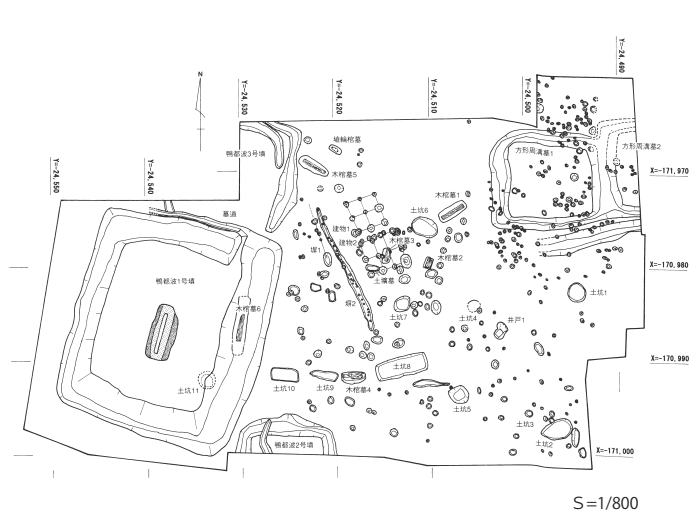 N
Y=-24,490
Y=-24,500
Y=-24,510
Y=-24,520
Y=-24,530
Y=-24,540
Y=-24,550
X=-171,970
X=-170,980
X=-170,990
X=-171,000
鴨都波3号墳
埴輪棺墓
木棺墓5
方形周溝墓1
方形周溝墓2
墓道
木棺墓1
土坑6
建物1
建物2
木棺墓3
塀1
木棺墓2
土壙墓
鴨都波1号墳
木棺墓6
塀2
土坑7
土坑4
井戸1
土坑1
土坑11
土坑10
土坑9
木棺墓4
土坑8
土坑5
土坑3
土坑2
鴨都波2号墳
S=1/800